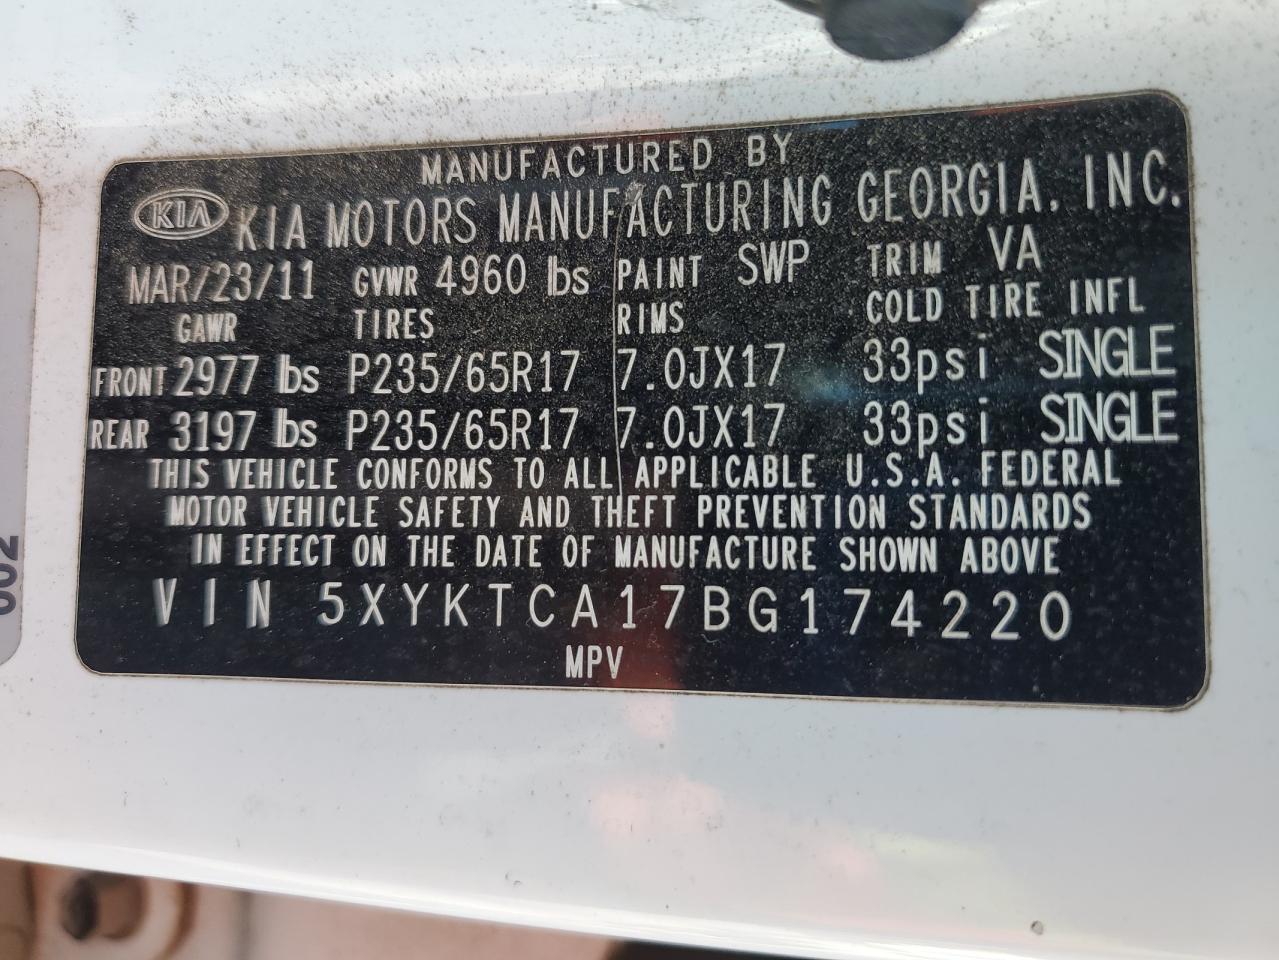 MANUFACTURED BY
KIA KIA MOTORS MANUFACTURING GEORGIA, INC.
MAR/23/11 GVWR 4960 lbs PAINT SWP TRIM VA
GAWR TIRES RIMS COLD TIRE INFL
FRONT 2977 lbs P235/65R17 7.0JX17 33psi SINGLE
REAR 3197 lbs P235/65R17 7.0JX17 33psi SINGLE
THIS VEHICLE CONFORMS TO ALL APPLICABLE U.S.A. FEDERAL
MOTOR VEHICLE SAFETY AND THEFT PREVENTION STANDARDS
IN EFFECT ON THE DATE OF MANUFACTURE SHOWN ABOVE
VIN 5XYKTCA17BG174220
MPV